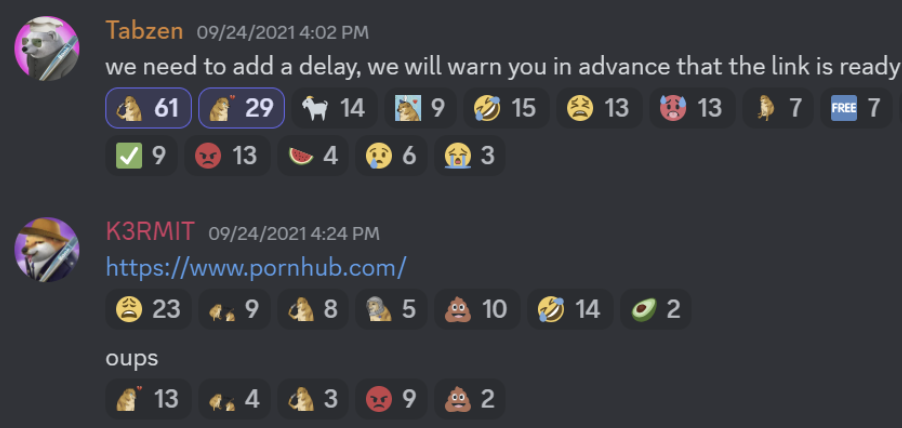 Tabzen 09/24/2021 4:02 PM
we need to add a delay, we will warn you in advance that the link is ready
61 29 14 9 15 13 13 7 FREE 7
9 13 4 6 3
K3RMIT 09/24/2021 4:24 PM
https://www.pornhub.com/
23 9 8 5 10 14 2
oups
13 4 3 9 2